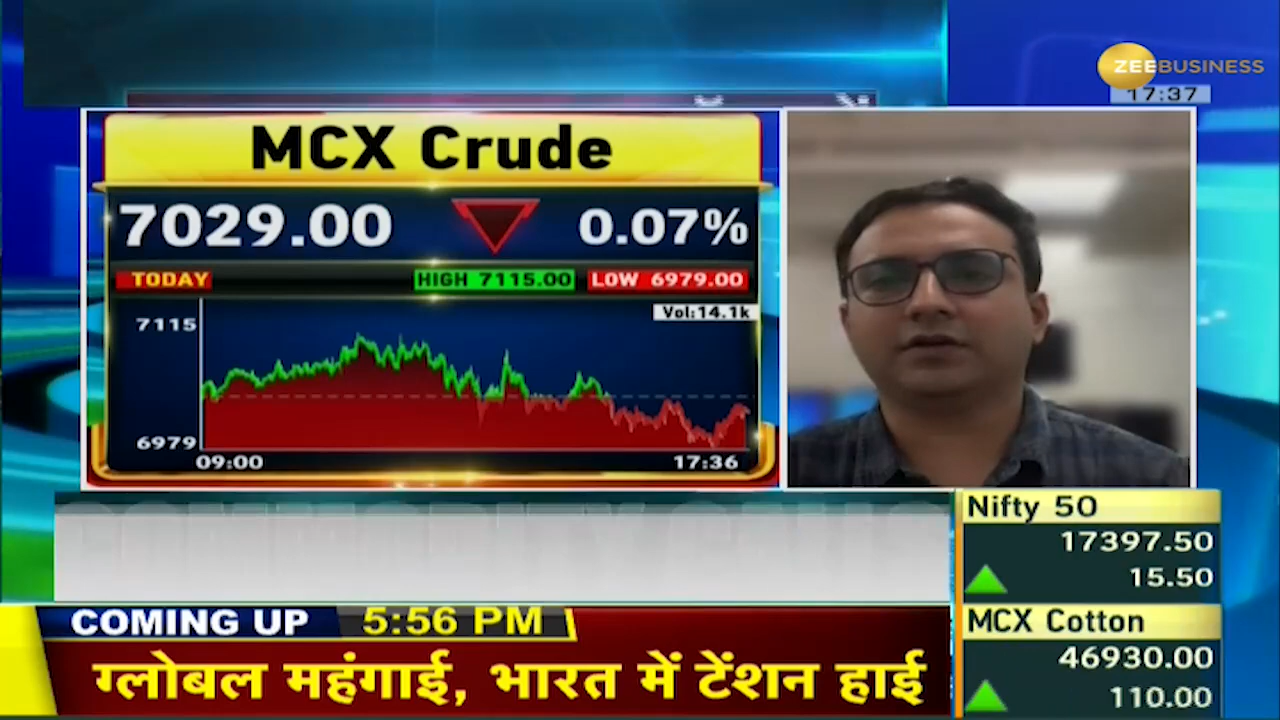 ZEEBUSINESS
17:37
MCX Crude
7029.00 0.07%
TODAY HIGH 7115.00 LOW 6979.00
Vol:14.1k
7115
6979
09:00 17:36
Nifty 50
17397.50
15.50
MCX Cotton
46930.00
110.00
COMING UP 5:56 PM
ग्लोबल महंगाई, भारत में टेंशन हाई